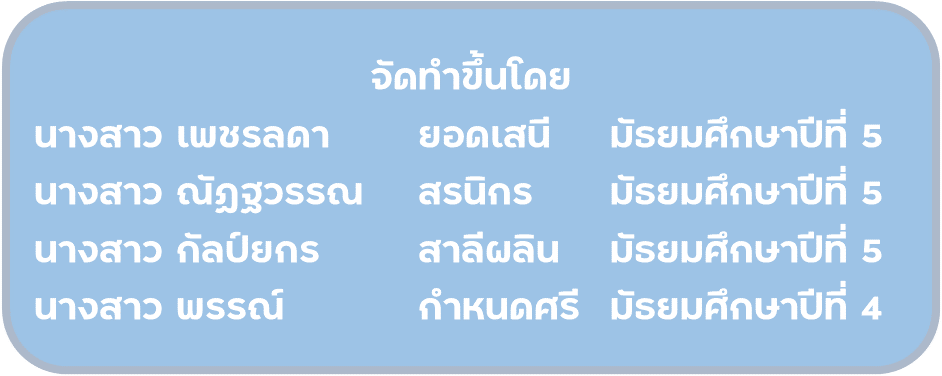 จัดทำขึ้นโดย
นางสาว เพชรลดา ยอดเสนี มัธยมศึกษาปีที่ 5
นางสาว ณัฏฐวรรณ สรนิกร มัธยมศึกษาปีที่ 5
นางสาว กัลป์ยกร สาลีผลิน มัธยมศึกษาปีที่ 5
นางสาว พรรณ์ กำหนดศรี มัธยมศึกษาปีที่ 4